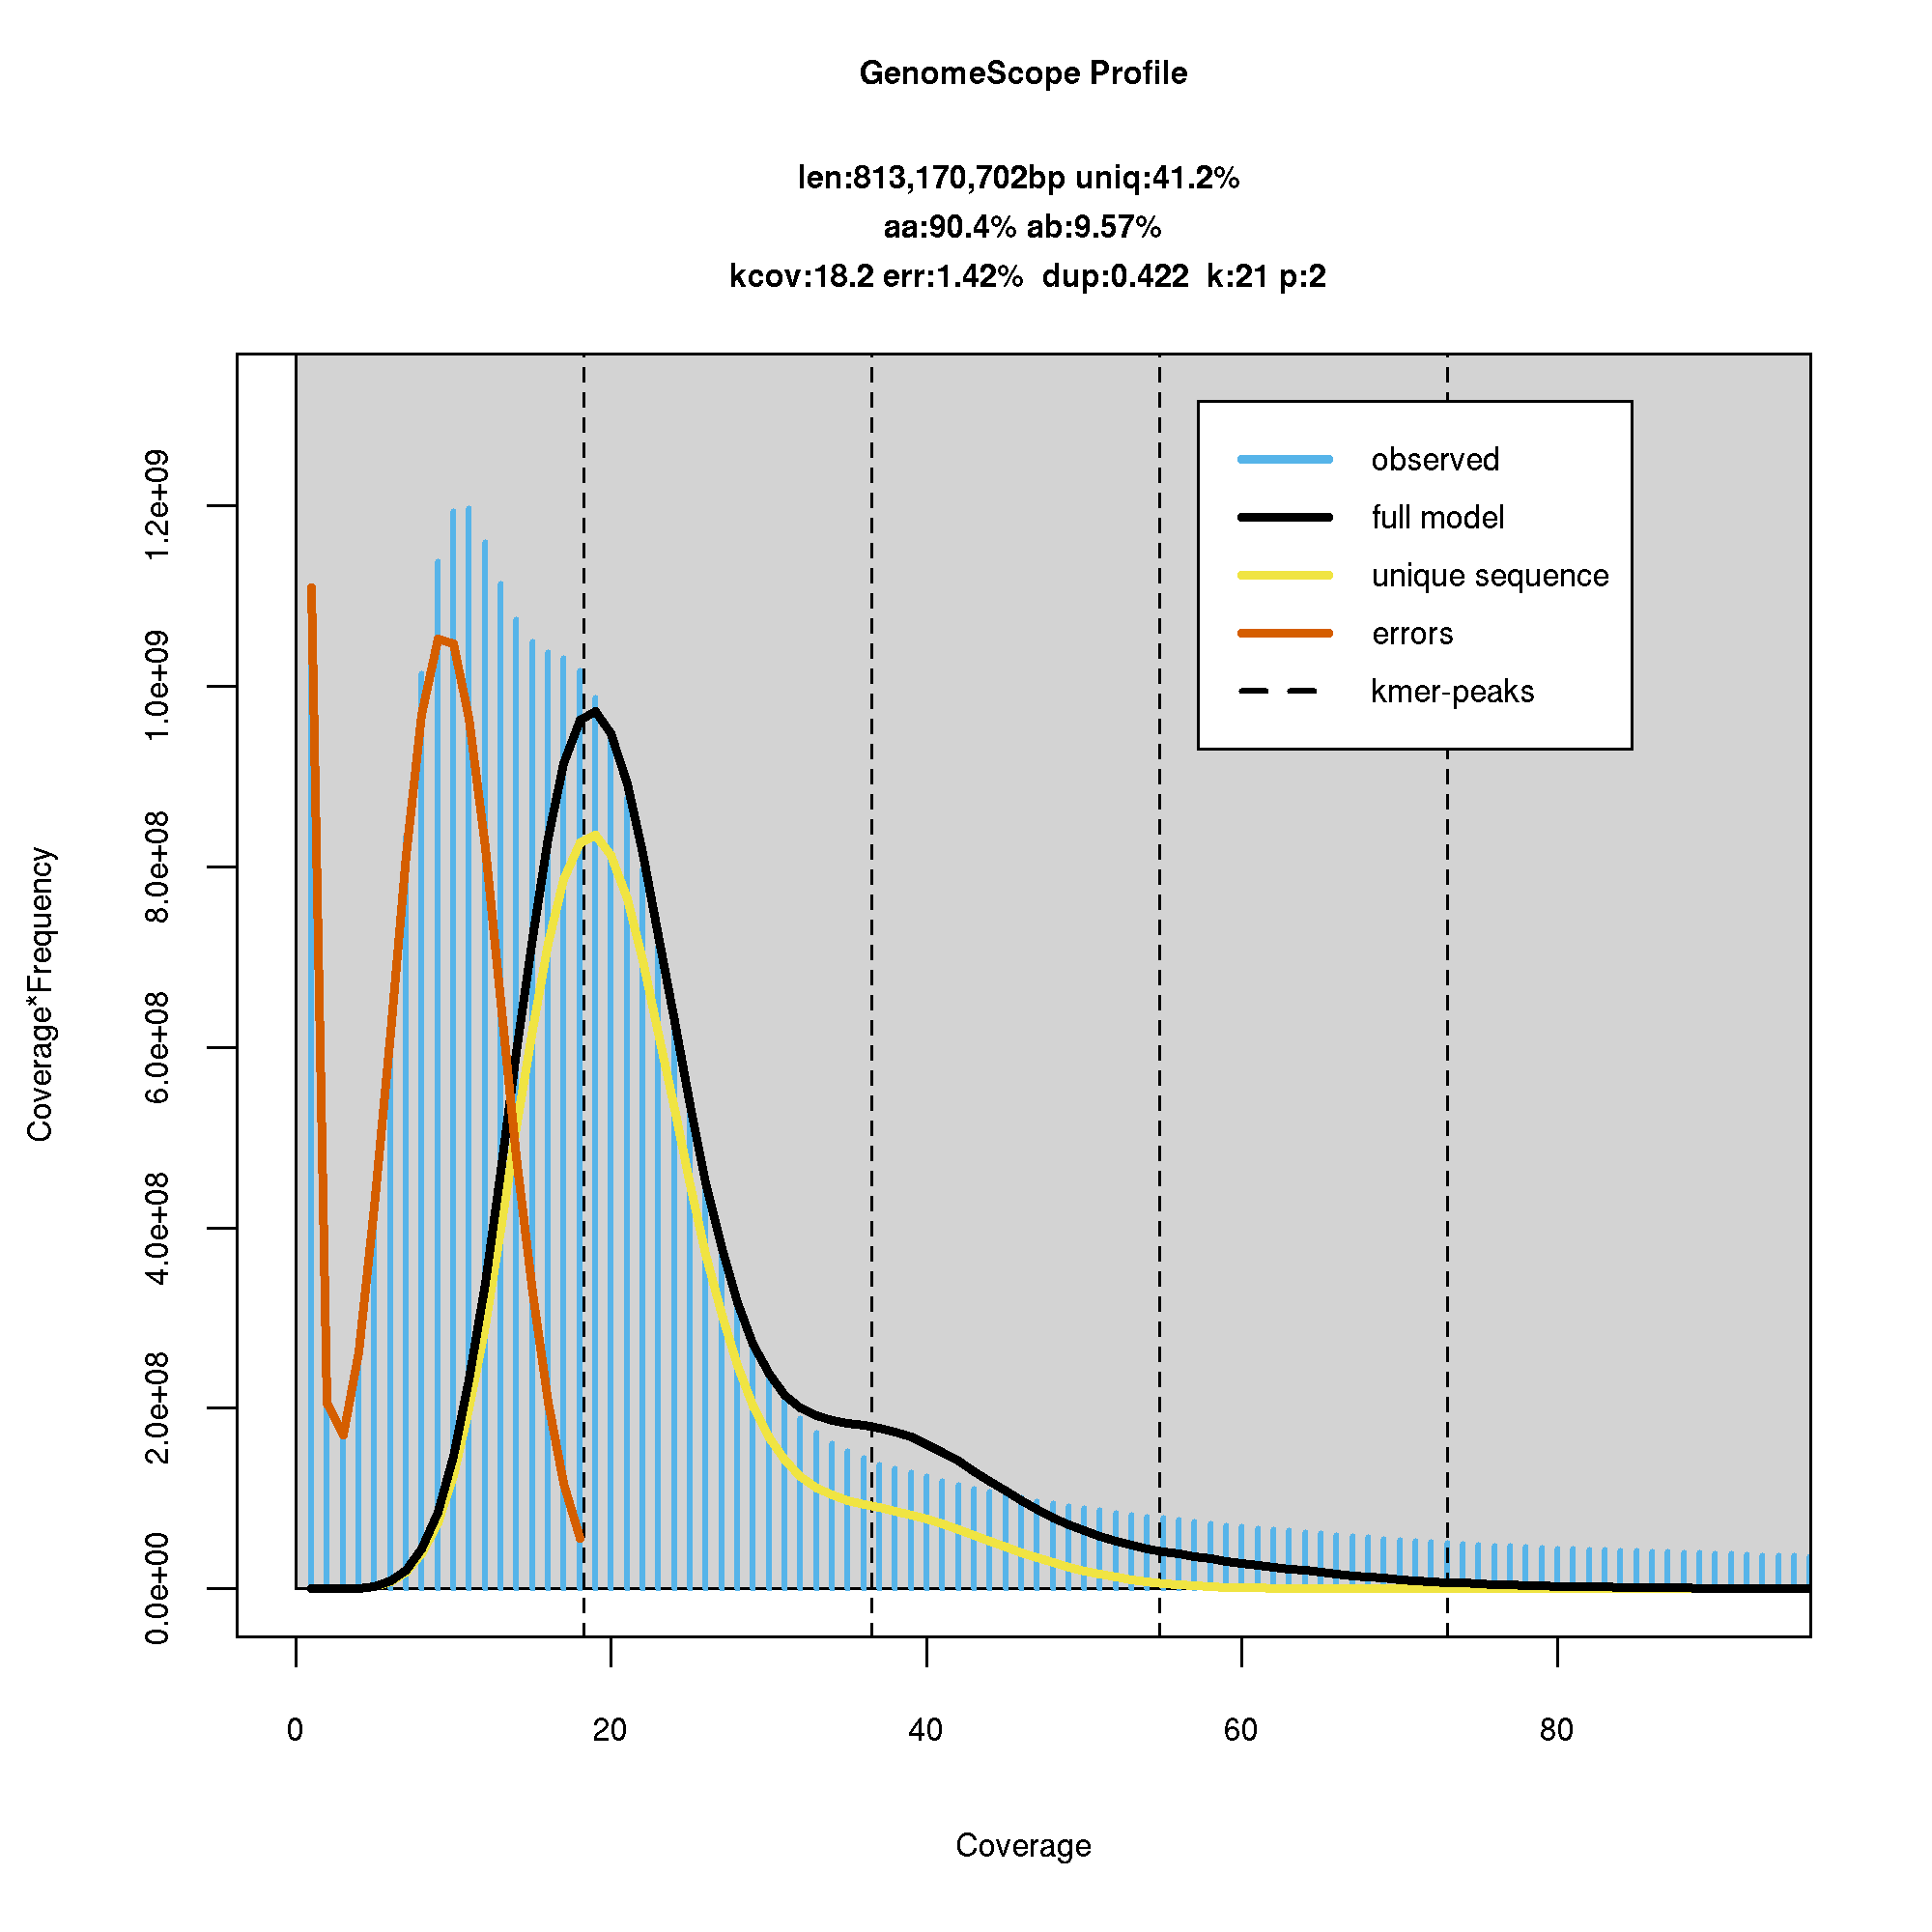 GenomeScope Profile
len:813,170,702bp uniq:41.2%
aa:90.4% ab:9.57%
kcov:18.2 err:1.42%  dup:0.422  k:21 p:2
observed
full model
unique sequence
errors
kmer-peaks
Coverage*Frequency
1.2e+09
1.0e+09
8.0e+08
6.0e+08
4.0e+08
2.0e+08
0.0e+00
0
20
40
60
80
Coverage